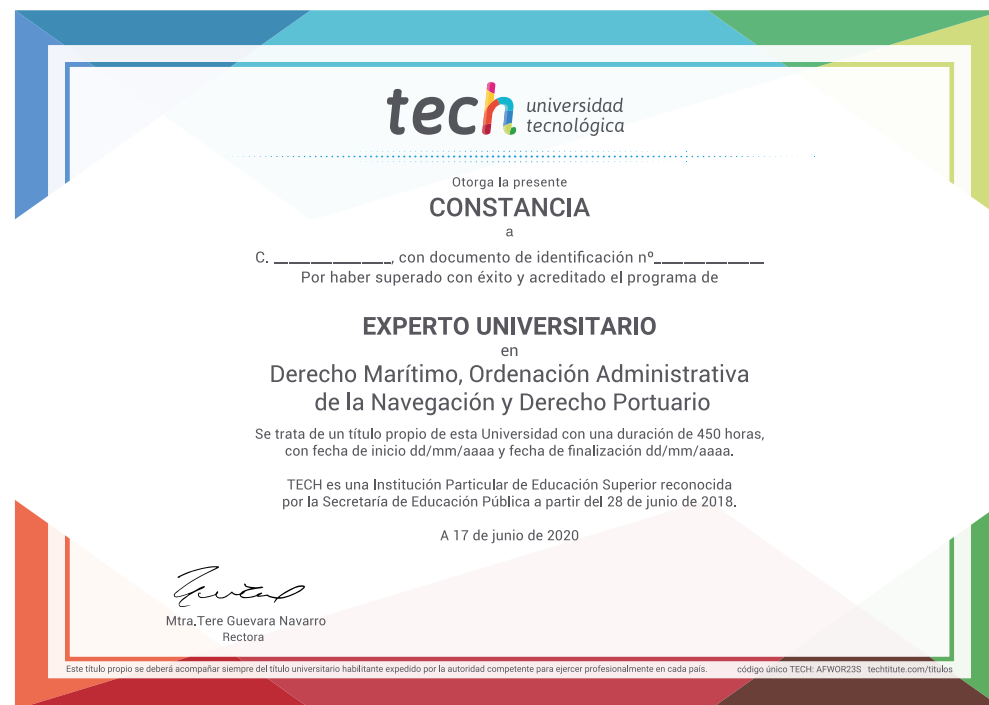 tech universidad
tecnológica
Otorga la presente
CONSTANCIA
a
C. ______________, con documento de identificación nº_____________
Por haber superado con éxito y acreditado el programa de
EXPERTO UNIVERSITARIO
en
Derecho Marítimo, Ordenación Administrativa
de la Navegación y Derecho Portuario
Se trata de un título propio de esta Universidad con una duración de 450 horas,
con fecha de inicio dd/mm/aaaa y fecha de finalización dd/mm/aaaa.
TECH es una Institución Particular de Educación Superior reconocida
por la Secretaría de Educación Pública a partir del 28 de junio de 2018.
A 17 de junio de 2020
Mtra.Tere Guevara Navarro
Rectora
Este título propio se deberá acompañar siempre del título universitario habilitante expedido por la autoridad competente para ejercer profesionalmente en cada país. código único TECH: AFWOR23S techtitute.com/titulos